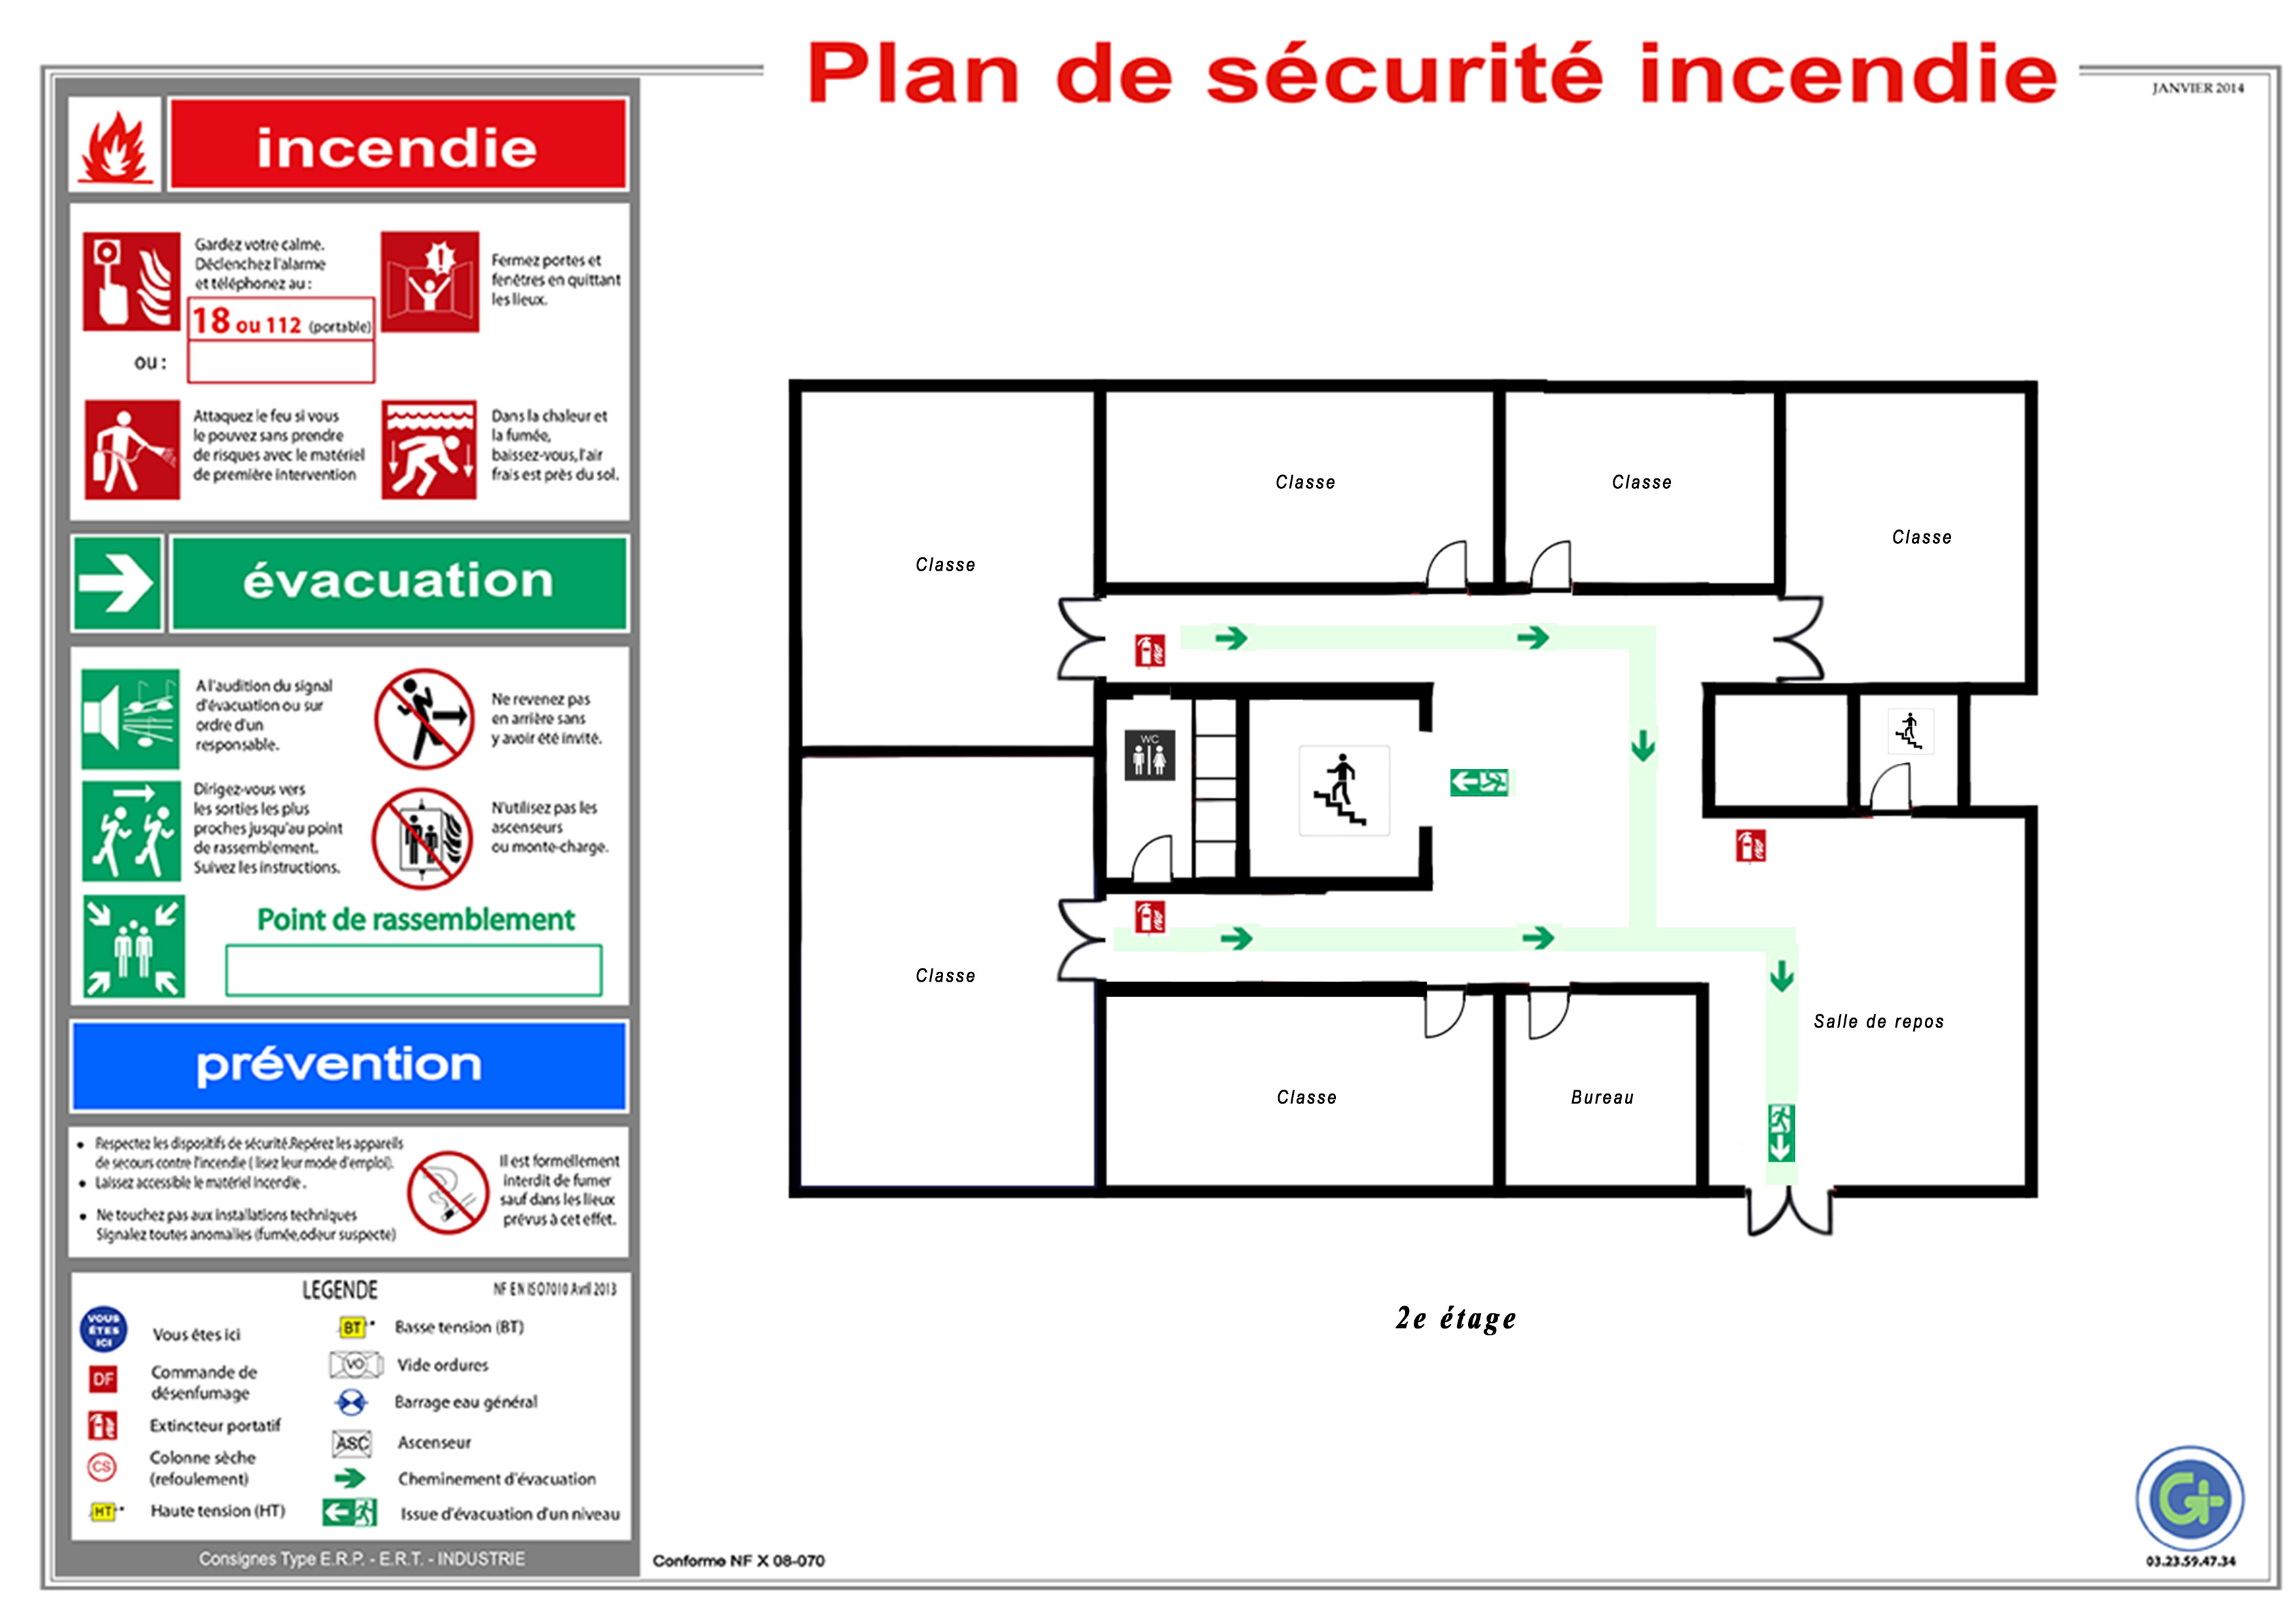 Plan de sécurité incendie
JANVIER 2014
incendie
Gardez votre calme.
Déclenchez l'alarme
et téléphonez au :
18 ou 112 (portable)
ou :
Fermez portes et
fenêtres en quittant
les lieux.
Attaquez le feu si vous
le pouvez sans prendre
de risques avec le matériel
de première intervention
Dans la chaleur et
la fumée,
baissez-vous, l'air
frais est près du sol.
évacuation
A l'audition du signal
d'évacuation ou sur
ordre d'un
responsable.
Ne revenez pas
en arrière sans
y avoir été invité.
Dirigez-vous vers
les sorties les plus
proches jusqu'au point
de rassemblement.
Suivez les instructions.
N'utilisez pas les
ascenseurs
ou monte-charge.
Point de rassemblement
prévention
• Respectez les dispositifs de sécurité.Repérez les appareils
de secours contre l'incendie ( lisez leur mode d'emploi).
• Laissez accessible le matériel incendie .
• Ne touchez pas aux installations techniques
Signalez toutes anomalies (fumée,odeur suspecte)
Il est formellement
interdit de fumer
sauf dans les lieux
prévus à cet effet.
LEGENDE
NF EN ISO7010 Avril 2013
VOUS
ÊTES
ICI
Vous êtes ici
DF
Commande de
désenfumage
Extincteur portatif
CS
Colonne sèche
(refoulement)
HT
Haute tension (HT)
BT
Basse tension (BT)
VO
Vide ordures
Barrage eau général
ASC
Ascenseur
Cheminement d'évacuation
Issue d'évacuation d'un niveau
Consignes Type E.R.P. - E.R.T. - INDUSTRIE
Classe
Classe
Classe
Classe
WC
Classe
Salle de repos
Classe
Bureau
2e étage
Conforme NF X 08-070
G+
03.23.59.47.34